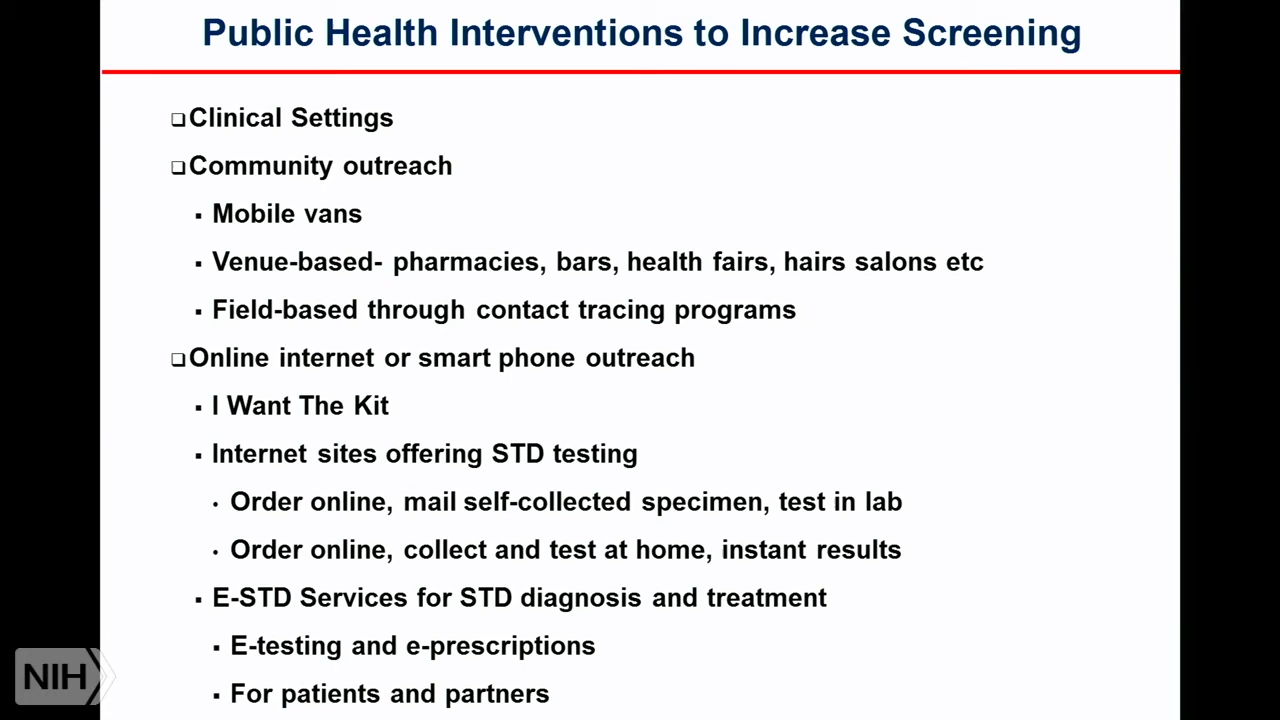 Public Health Interventions to Increase Screening
Clinical Settings
Community outreach
Mobile vans
Venue-based- pharmacies, bars, health fairs, hairs salons etc
Field-based through contact tracing programs
Online internet or smart phone outreach
I Want The Kit
Internet sites offering STD testing
Order online, mail self-collected specimen, test in lab
Order online, collect and test at home, instant results
E-STD Services for STD diagnosis and treatment
E-testing and e-prescriptions
For patients and partners
NIH